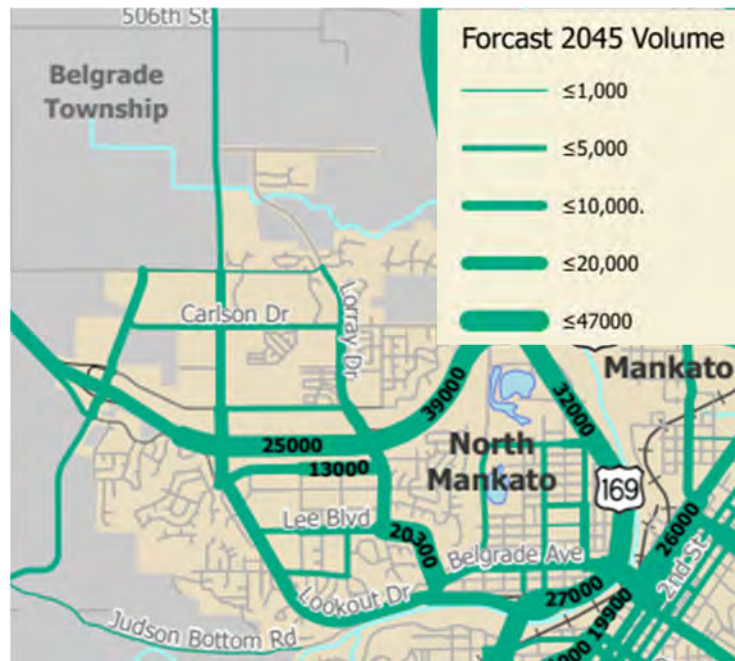 506th St
Belgrade
Township
Forcast 2045 Volume
≤1,000
≤5,000
≤10,000.
≤20,000
≤47000
Carlson Dr
Lorray Dr
Mankato
39000
32000
North
Mankato
25000
13000
169
Lee Blvd
20300
26000
Belgrade Ave
2nd St
Lookout Dr
27000
19900
Judson Bottom Rd